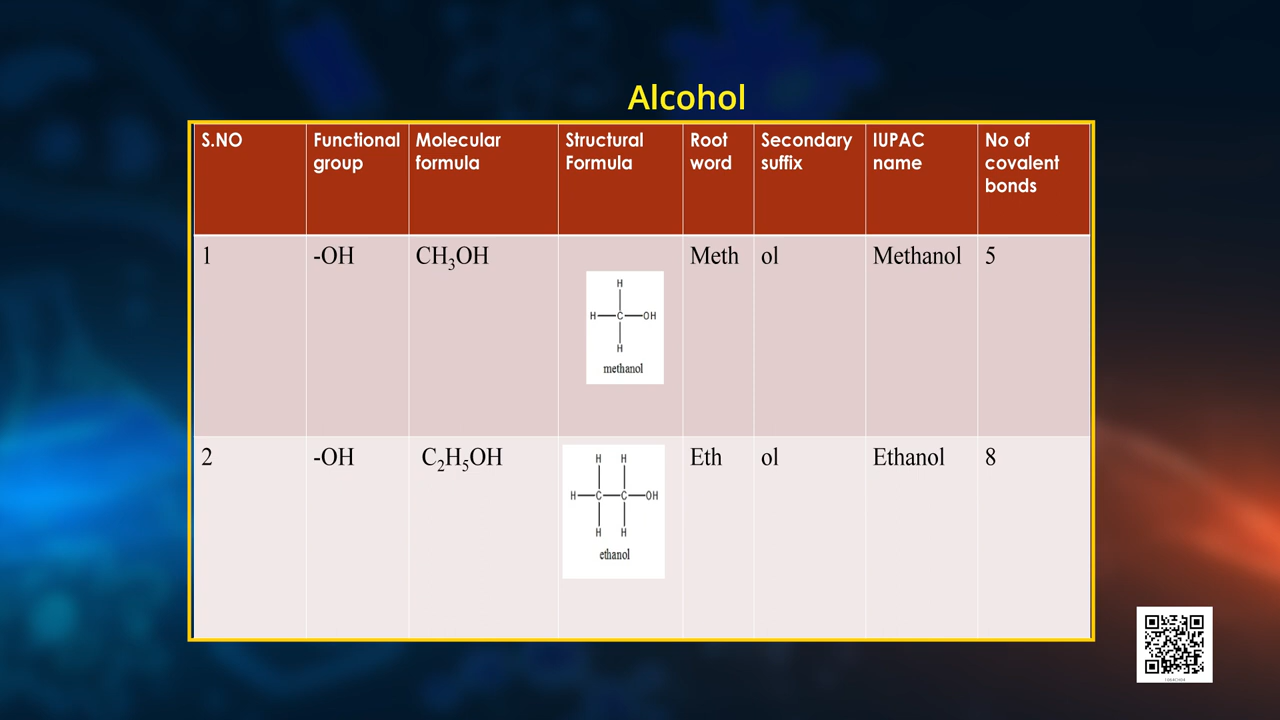 Alcohol
S.NO
Functional group
Molecular formula
Structural Formula
Root word
Secondary suffix
IUPAC name
No of covalent bonds
1
-OH
CH₃OH
H
H—C—OH
H
methanol
Meth
ol
Methanol
5
2
-OH
C₂H₅OH
H H
H—C—C—OH
H H
ethanol
Eth
ol
Ethanol
8